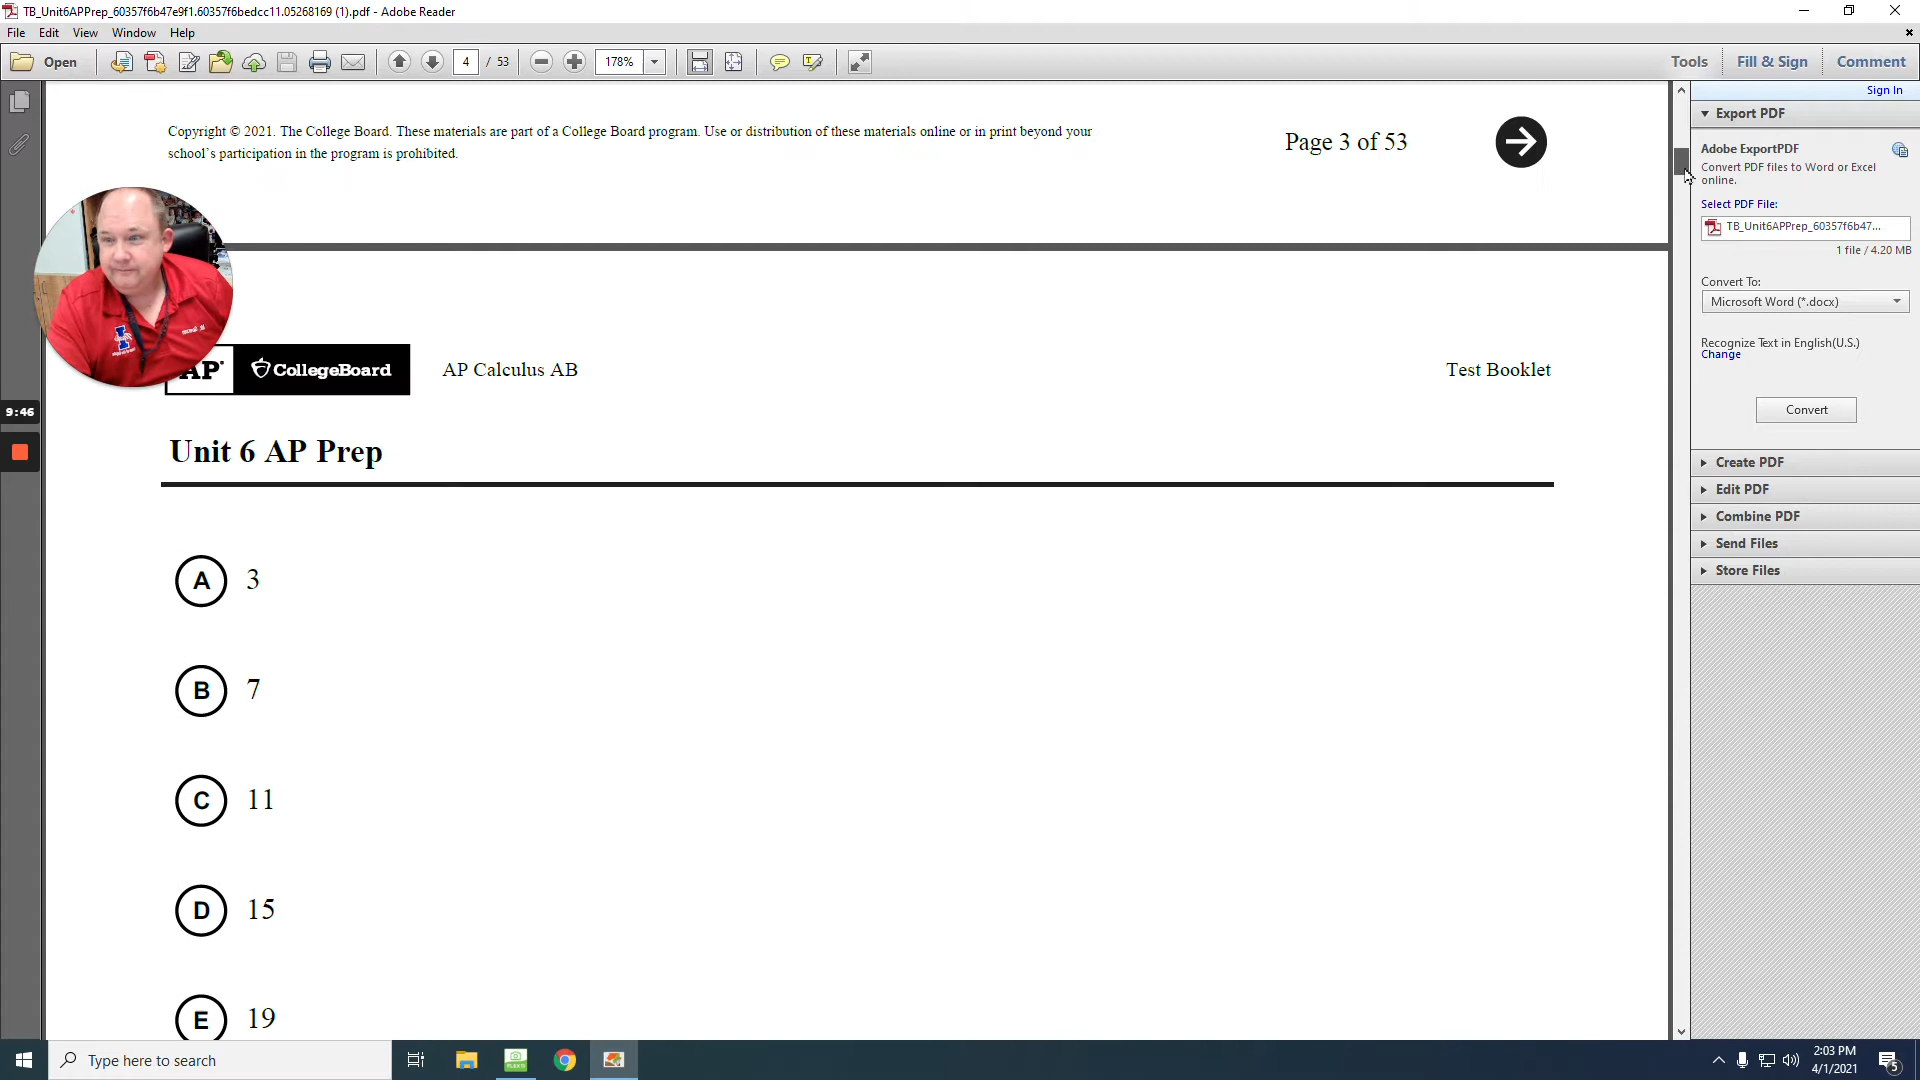 TB_Unit6APPrep_60357f6b47e9f1.60357f6bedcc11.05268169 (1).pdf - Adobe Reader
File Edit View Window Help
Open 4 / 53 178% Tools Fill & Sign Comment
Sign In
Copyright © 2021. The College Board. These materials are part of a College Board program. Use or distribution of these materials online or in print beyond your
school's participation in the program is prohibited.
Page 3 of 53
AP CollegeBoard AP Calculus AB Test Booklet
Unit 6 AP Prep
A 3
B 7
C 11
D 15
E 19
9:46
Export PDF
Adobe ExportPDF
Convert PDF files to Word or Excel
online.
Select PDF File:
TB_Unit6APPrep_60357f6b47...
1 file / 4.20 MB
Convert To:
Microsoft Word (*.docx)
Recognize Text in English(U.S.)
Change
Convert
Create PDF
Edit PDF
Combine PDF
Send Files
Store Files
Type here to search
2:03 PM
4/1/2021
5